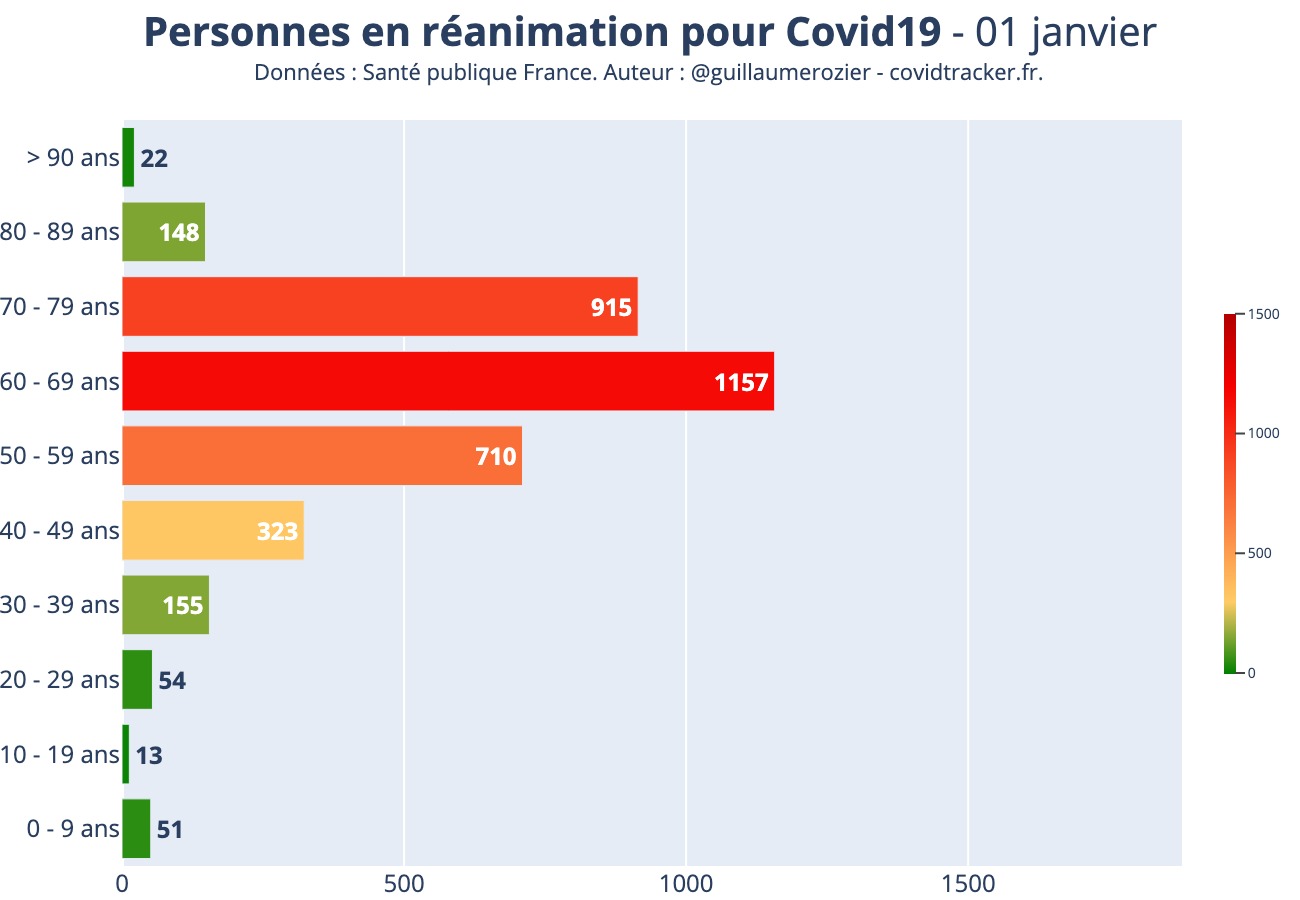 Personnes en réanimation pour Covid19 - 01 janvier
Données : Santé publique France. Auteur : @guillaumerozier - covidtracker.fr.
> 90 ans 22
80 - 89 ans 148
70 - 79 ans 915
60 - 69 ans 1157
50 - 59 ans 710
40 - 49 ans 323
30 - 39 ans 155
20 - 29 ans 54
10 - 19 ans 13
0 - 9 ans 51
0 500 1000 1500
1500
1000
500
0